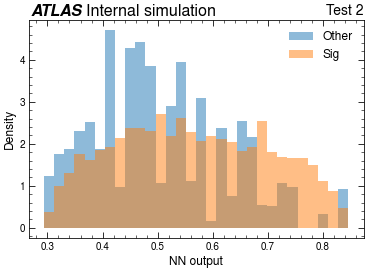 ATLAS Internal simulation Test 2
Other
Sig
Density
4
3
2
1
0
0.3 0.4 0.5 0.6 0.7 0.8
NN output